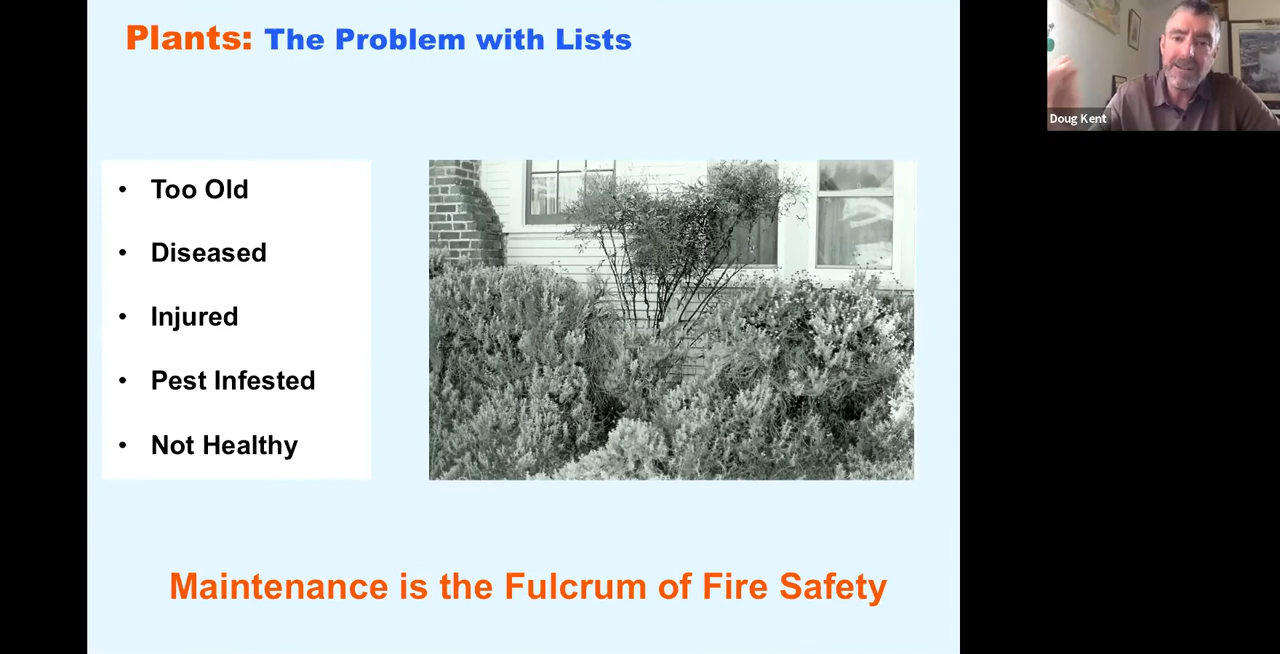 Plants: The Problem with Lists
Doug Kent
• Too Old
• Diseased
• Injured
• Pest Infested
• Not Healthy
Maintenance is the Fulcrum of Fire Safety